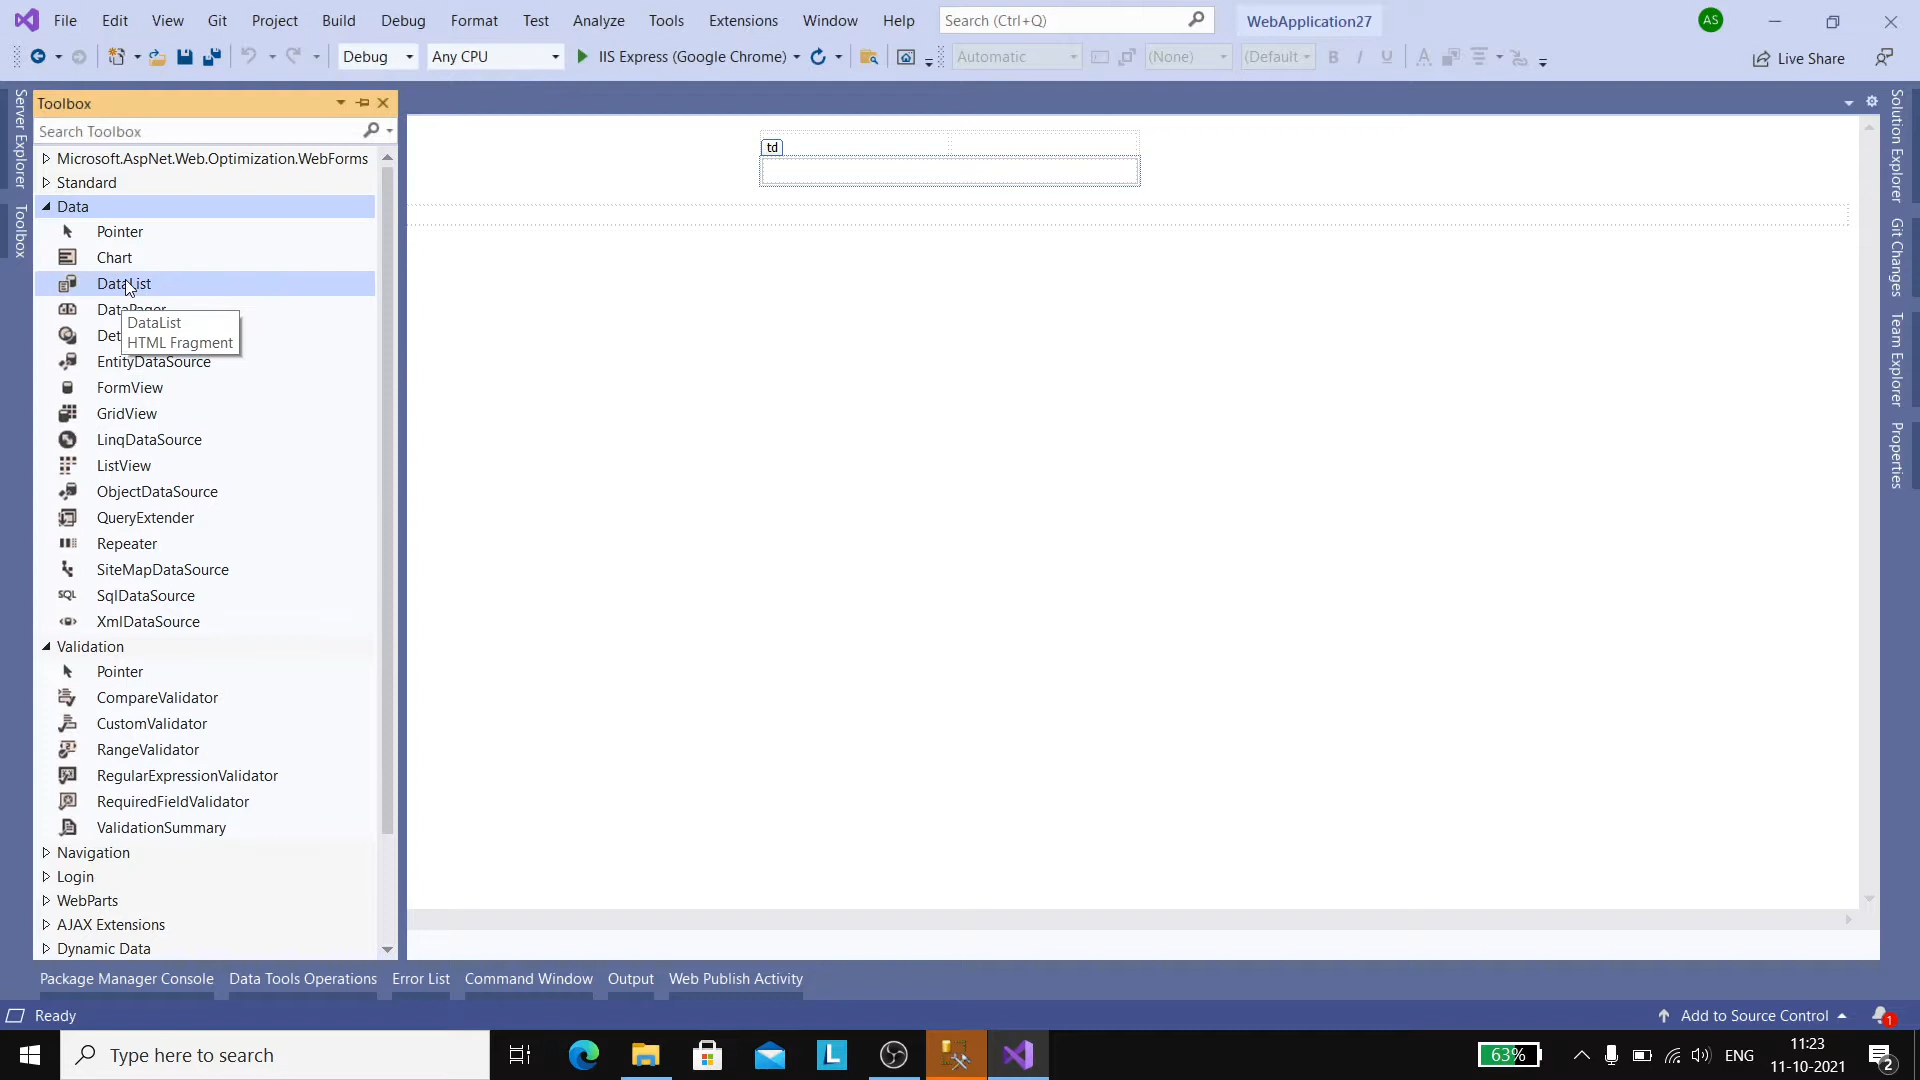 File Edit View Git Project Build Debug Format Test Analyze Tools Extensions Window Help Search (Ctrl+Q) WebApplication27 AS
Debug Any CPU IIS Express (Google Chrome) Automatic (None) (Default B I U A Live Share
Server Explorer
Toolbox
Toolbox
Search Toolbox
Microsoft.AspNet.Web.Optimization.WebForms
Standard
Data
Pointer
Chart
DataList
DataPager
DataList
HTML Fragment
Det
EntityDataSource
FormView
GridView
LinqDataSource
ListView
ObjectDataSource
QueryExtender
Repeater
SiteMapDataSource
SQL SqlDataSource
XmlDataSource
Validation
Pointer
CompareValidator
CustomValidator
RangeValidator
RegularExpressionValidator
RequiredFieldValidator
ValidationSummary
Navigation
Login
WebParts
AJAX Extensions
Dynamic Data
td
Solution Explorer
Git Changes
Team Explorer
Properties
Package Manager Console Data Tools Operations Error List Command Window Output Web Publish Activity
Ready Add to Source Control 1
Type here to search L 63% ENG 11:23
11-10-2021 2